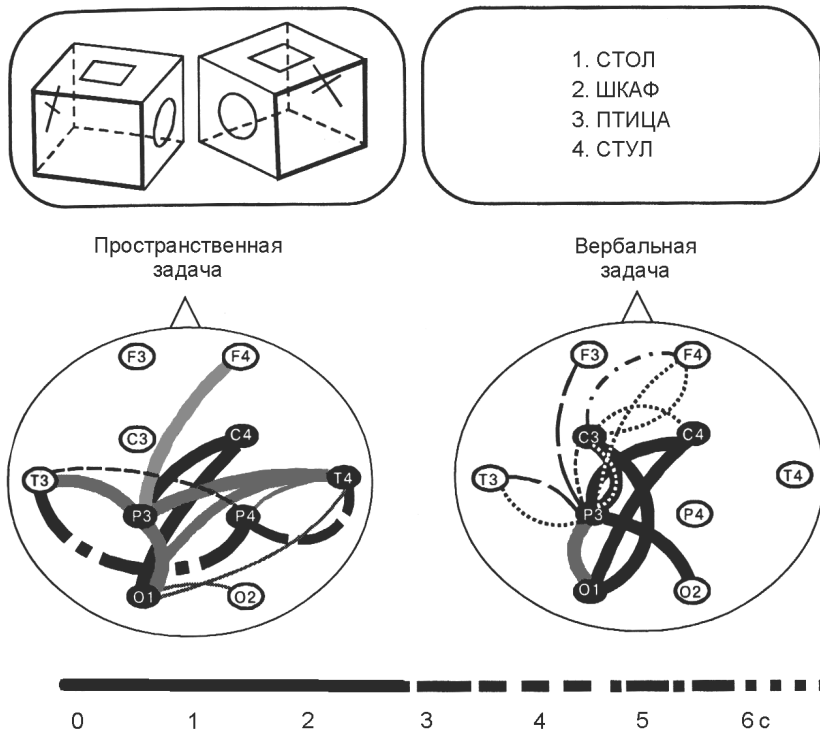 1. СТОЛ
2. ШКАФ
3. ПТИЦА
4. СТУЛ
Пространственная
задача
Вербальная
задача
F3 F4
C3 C4
T3 T4
P3 P4
O1 O2
F3 F4
C3 C4
T3 T4
P3 P4
O1 O2
0 1 2 3 4 5 6 с